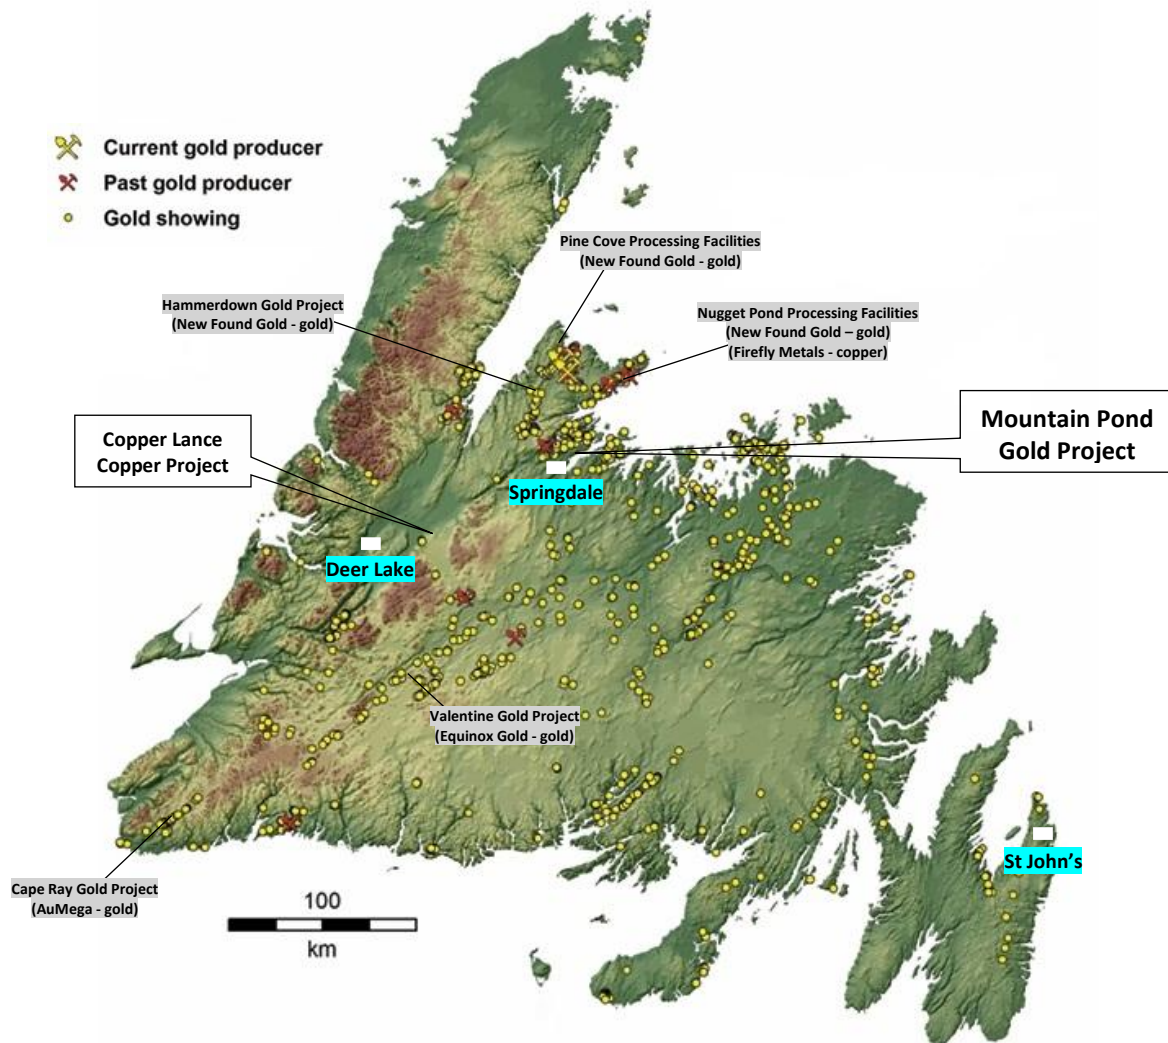 Current gold producer
Past gold producer
Gold showing
Pine Cove Processing Facilities
(New Found Gold - gold)
Hammerdown Gold Project
(New Found Gold - gold)
Nugget Pond Processing Facilities
(New Found Gold – gold)
(Firefly Metals - copper)
Mountain Pond
Gold Project
Copper Lance
Copper Project
Springdale
Deer Lake
Valentine Gold Project
(Equinox Gold - gold)
St John's
Cape Ray Gold Project
(AuMega - gold)
100
km